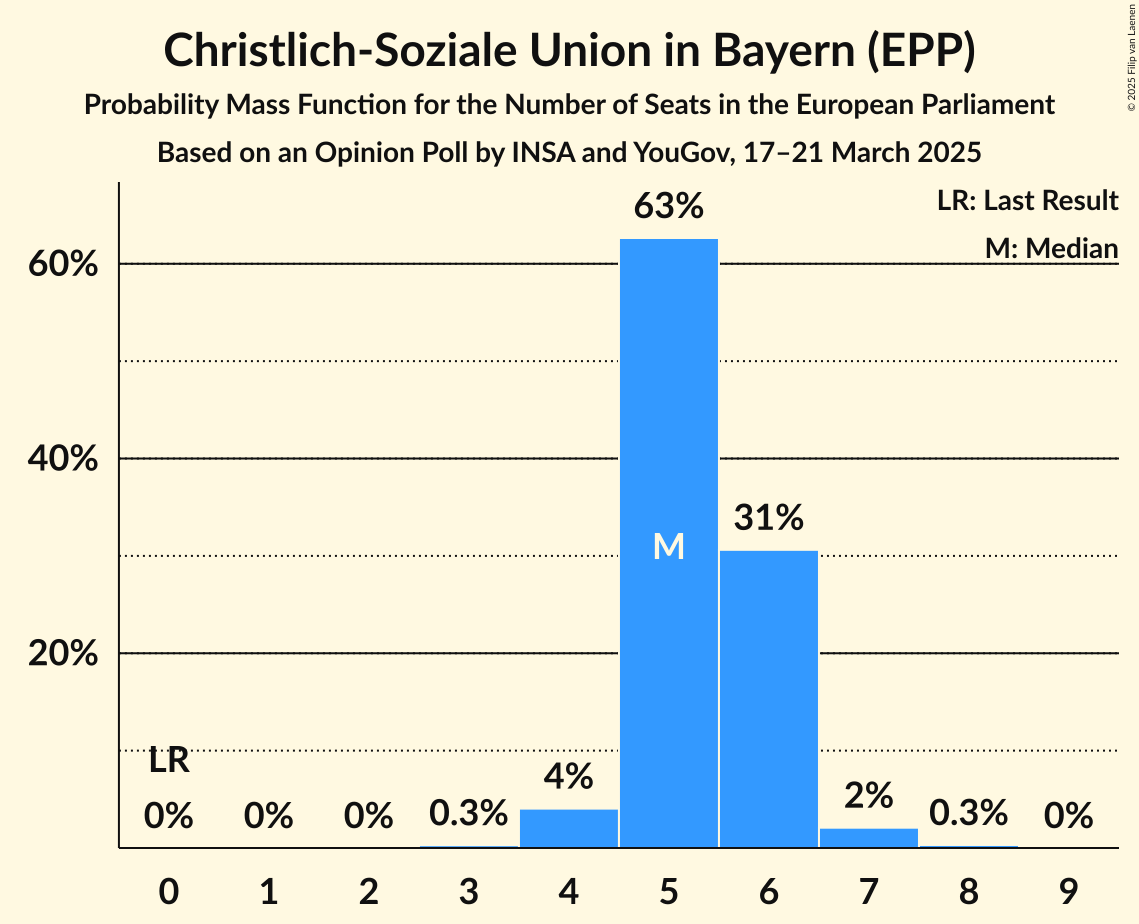 Christlich-Soziale Union in Bayern (EPP)
Probability Mass Function for the Number of Seats in the European Parliament
Based on an Opinion Poll by INSA and YouGov, 17–21 March 2025
© 2025 Filip van Laenen
LR: Last Result
M: Median
63%
60%
40%
31%
M
20%
LR
4%
2%
0% 0% 0% 0.3% 0.3% 0%
0 1 2 3 4 5 6 7 8 9